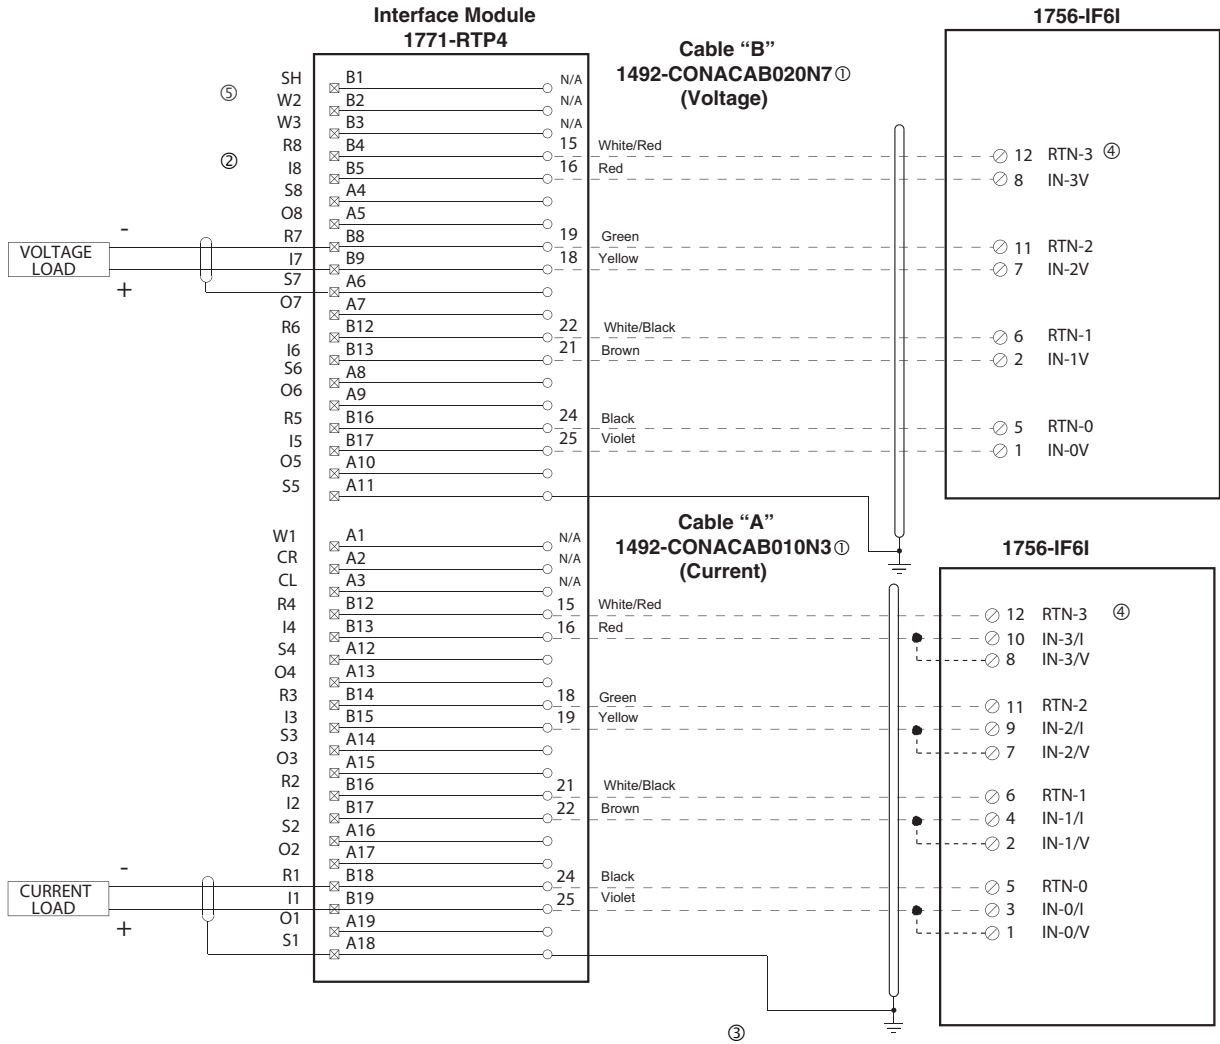 Interface Module
1771-RTP4
1756-IF6I
Cable “B”
1492-CONACAB020N7①
(Voltage)
SH B1 N/A
⑤
W2 B2 N/A
W3 B3 N/A
R8 B4 15 White/Red 12 RTN-3 ④
②
I8 B5 16 Red 8 IN-3V
S8 A4
O8 A5
- R7 B8 19 Green 11 RTN-2
VOLTAGE
LOAD
I7 B9 18 Yellow 7 IN-2V
+ S7 A6
O7 A7
R6 B12 22 White/Black 6 RTN-1
I6 B13 21 Brown 2 IN-1V
S6 A8
O6 A9
R5 B16 24 Black 5 RTN-0
I5 B17 25 Violet 1 IN-0V
O5 A10
S5 A11
Cable “A”
1492-CONACAB010N3①
(Current)
1756-IF6I
W1 A1 N/A
CR A2 N/A
CL A3 N/A
R4 B12 15 White/Red 12 RTN-3 ④
I4 B13 16 Red 10 IN-3/I
8 IN-3/V
S4 A12
O4 A13
R3 B14 18 Green 11 RTN-2
I3 B15 19 Yellow 9 IN-2/I
7 IN-2/V
S3 A14
O3 A15
R2 B16 21 White/Black 6 RTN-1
I2 B17 22 Brown 4 IN-1/I
2 IN-1/V
S2 A16
O2 A17
- R1 B18 24 Black 5 RTN-0
CURRENT
LOAD
I1 B19 25 Violet 3 IN-0/I
1 IN-0/V
+ O1 A19
S1 A18
③